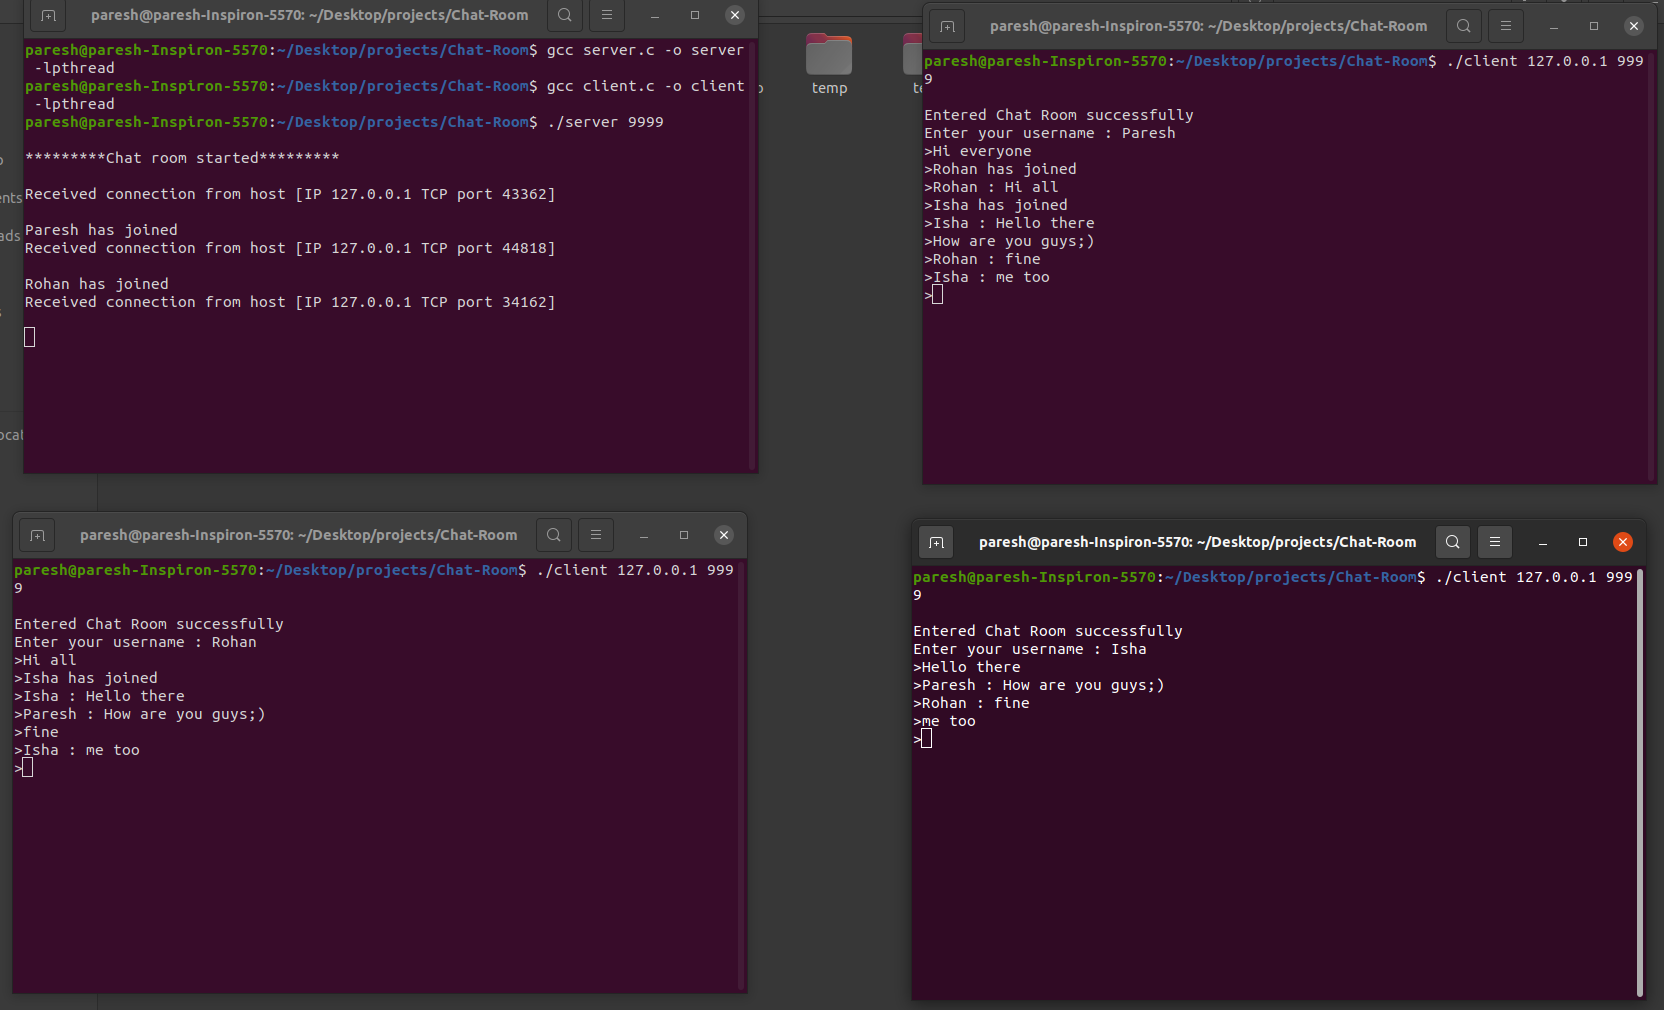 paresh@paresh-Inspiron-5570: ~/Desktop/projects/Chat-Room
paresh@paresh-Inspiron-5570:~/Desktop/projects/Chat-Room$ gcc server.c -o server
 -lpthread
paresh@paresh-Inspiron-5570:~/Desktop/projects/Chat-Room$ gcc client.c -o client
 -lpthread
paresh@paresh-Inspiron-5570:~/Desktop/projects/Chat-Room$ ./server 9999
*********Chat room started*********
Received connection from host [IP 127.0.0.1 TCP port 43362]
Paresh has joined
Received connection from host [IP 127.0.0.1 TCP port 44818]
Rohan has joined
Received connection from host [IP 127.0.0.1 TCP port 34162]
temp
paresh@paresh-Inspiron-5570: ~/Desktop/projects/Chat-Room
paresh@paresh-Inspiron-5570:~/Desktop/projects/Chat-Room$ ./client 127.0.0.1 999
9
Entered Chat Room successfully
Enter your username : Paresh
>Hi everyone
>Rohan has joined
>Rohan : Hi all
>Isha has joined
>Isha : Hello there
>How are you guys;)
>Rohan : fine
>Isha : me too
>
paresh@paresh-Inspiron-5570: ~/Desktop/projects/Chat-Room
paresh@paresh-Inspiron-5570:~/Desktop/projects/Chat-Room$ ./client 127.0.0.1 999
9
Entered Chat Room successfully
Enter your username : Rohan
>Hi all
>Isha has joined
>Isha : Hello there
>Paresh : How are you guys;)
>fine
>Isha : me too
>
paresh@paresh-Inspiron-5570: ~/Desktop/projects/Chat-Room
paresh@paresh-Inspiron-5570:~/Desktop/projects/Chat-Room$ ./client 127.0.0.1 999
9
Entered Chat Room successfully
Enter your username : Isha
>Hello there
>Paresh : How are you guys;)
>Rohan : fine
>me too
>